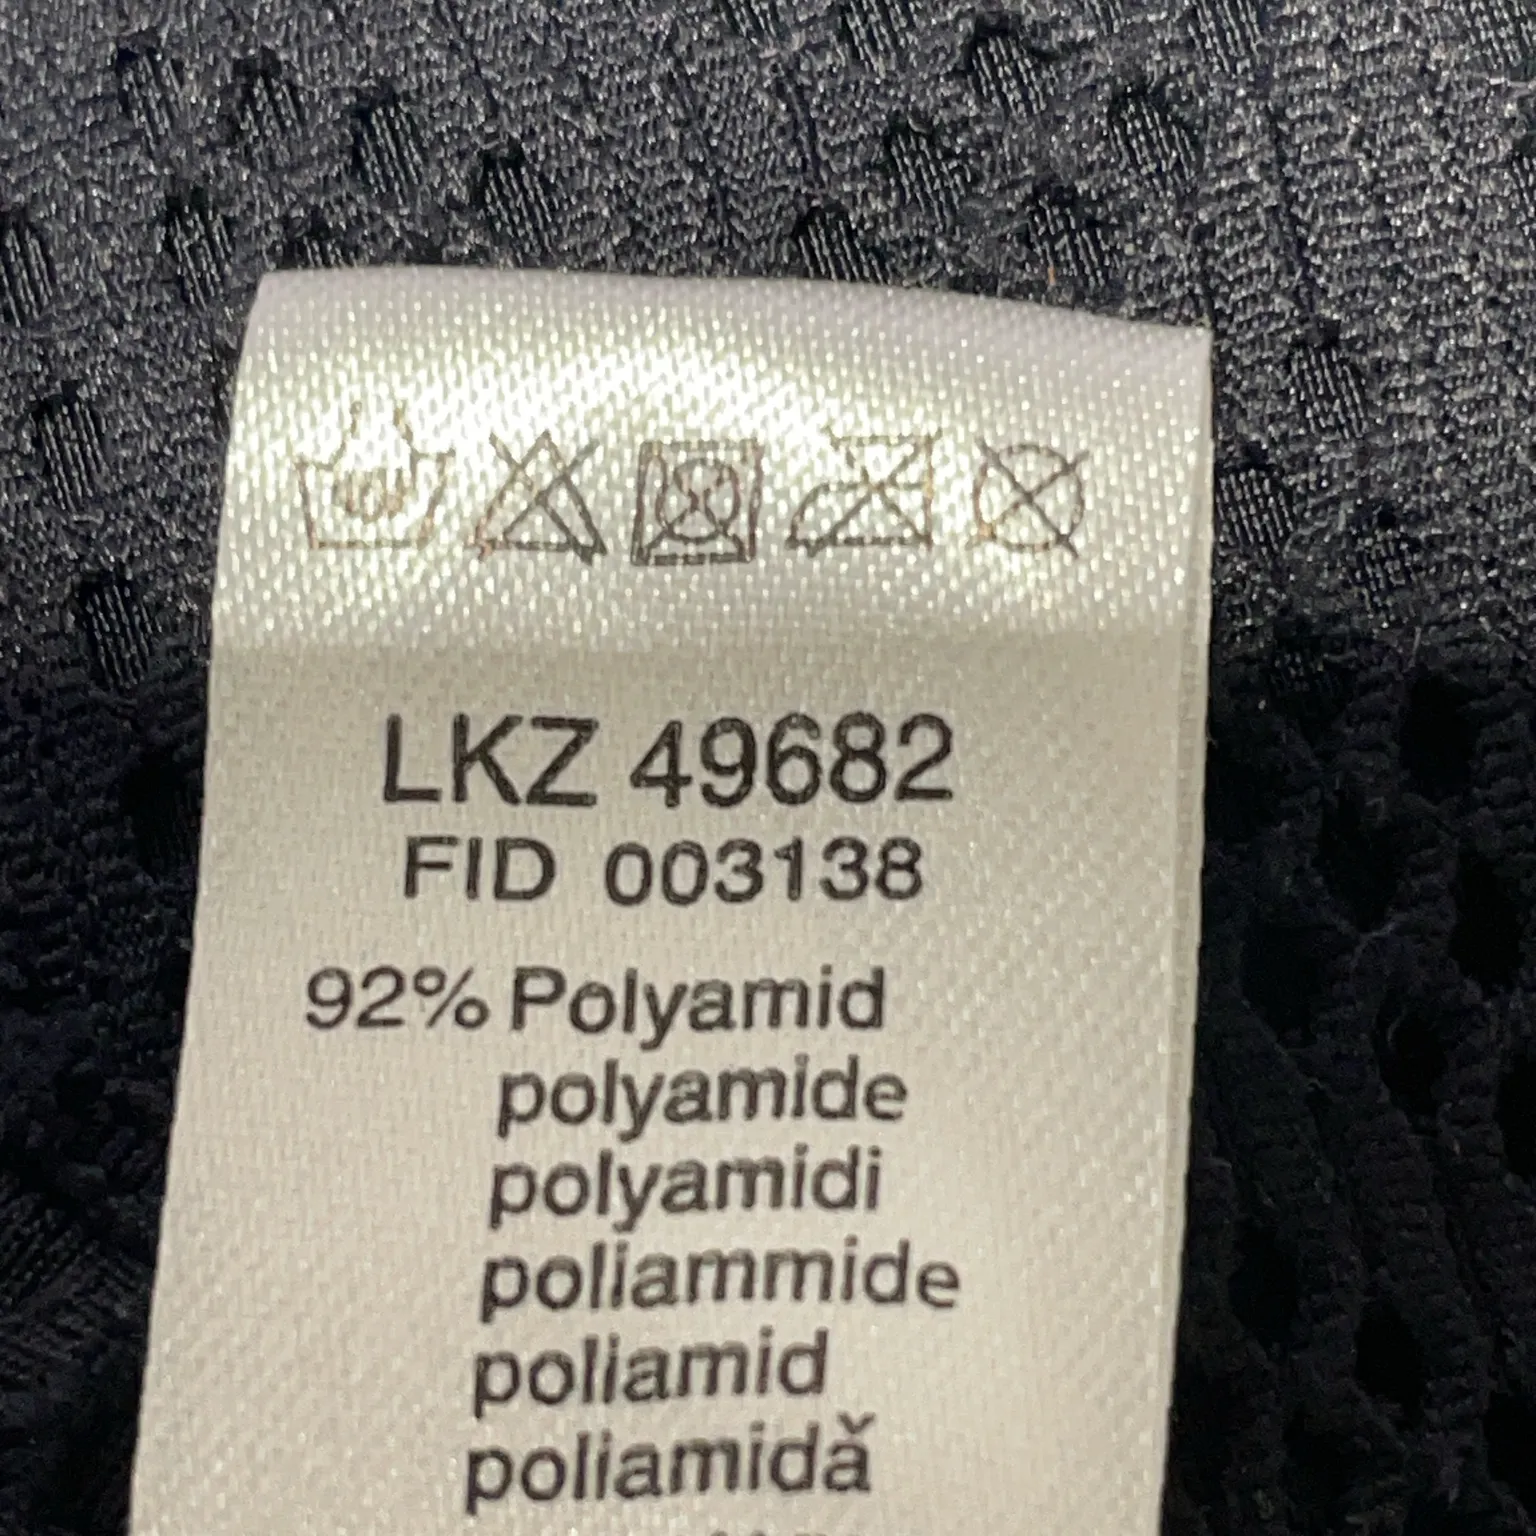 LKZ 49682
FID 003138
92% Polyamid
polyamide
polyamidi
poliammide
poliamid
poliamidă